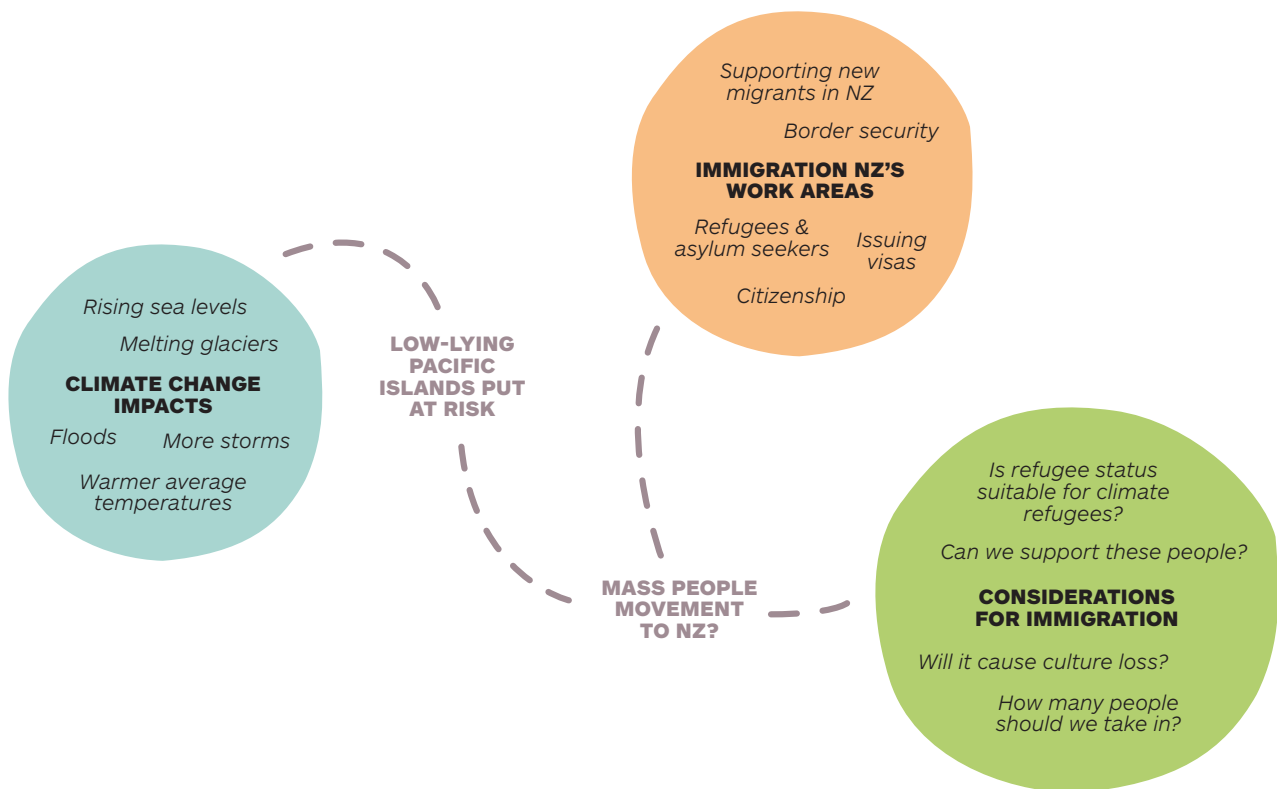 Supporting new
migrants in NZ
Border security
IMMIGRATION NZ'S
WORK AREAS
Refugees &
asylum seekers
Issuing
visas
Citizenship
Rising sea levels
Melting glaciers
CLIMATE CHANGE
IMPACTS
Floods
More storms
Warmer average
temperatures
LOW-LYING
PACIFIC
ISLANDS PUT
AT RISK
MASS PEOPLE
MOVEMENT
TO NZ?
Is refugee status
suitable for climate
refugees?
Can we support these people?
CONSIDERATIONS
FOR IMMIGRATION
Will it cause culture loss?
How many people
should we take in?